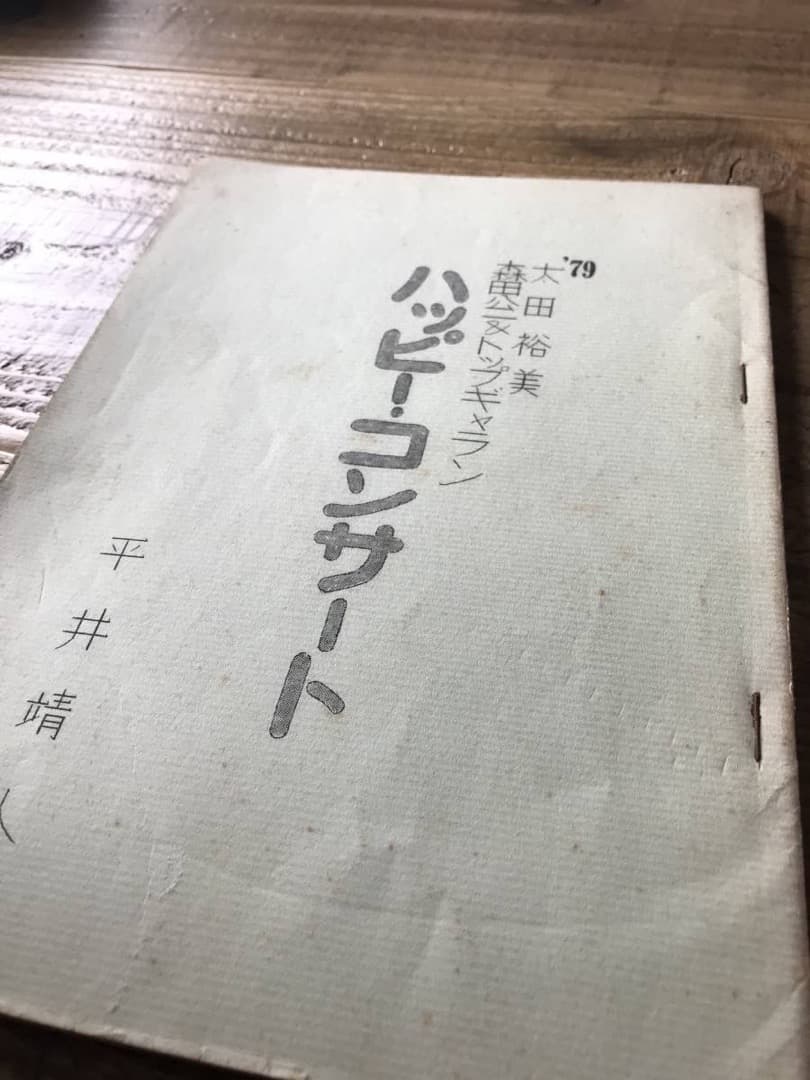 '79
太田裕美
森田公一&トップギャラン
ハッピー・コンサート
平井靖人